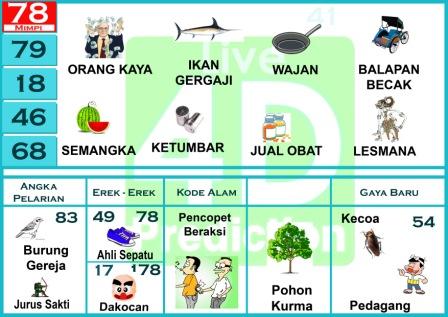 78
MIMPI
41
79
ORANG KAYA
IKAN
GERGAJI
WAJAN
BALAPAN
BECAK
18
46
68
SEMANGKA
KETUMBAR
JUAL OBAT
LESMANA
Live
4D
Prediction
ANGKA
PELARIAN
EREK - EREK
KODE ALAM
GAYA BARU
83
Burung
Gereja
Jurus Sakti
49 78
Ahli Sepatu
17 178
Dakocan
Pencopet
Beraksi
Pohon
Kurma
Kecoa
54
Pedagang